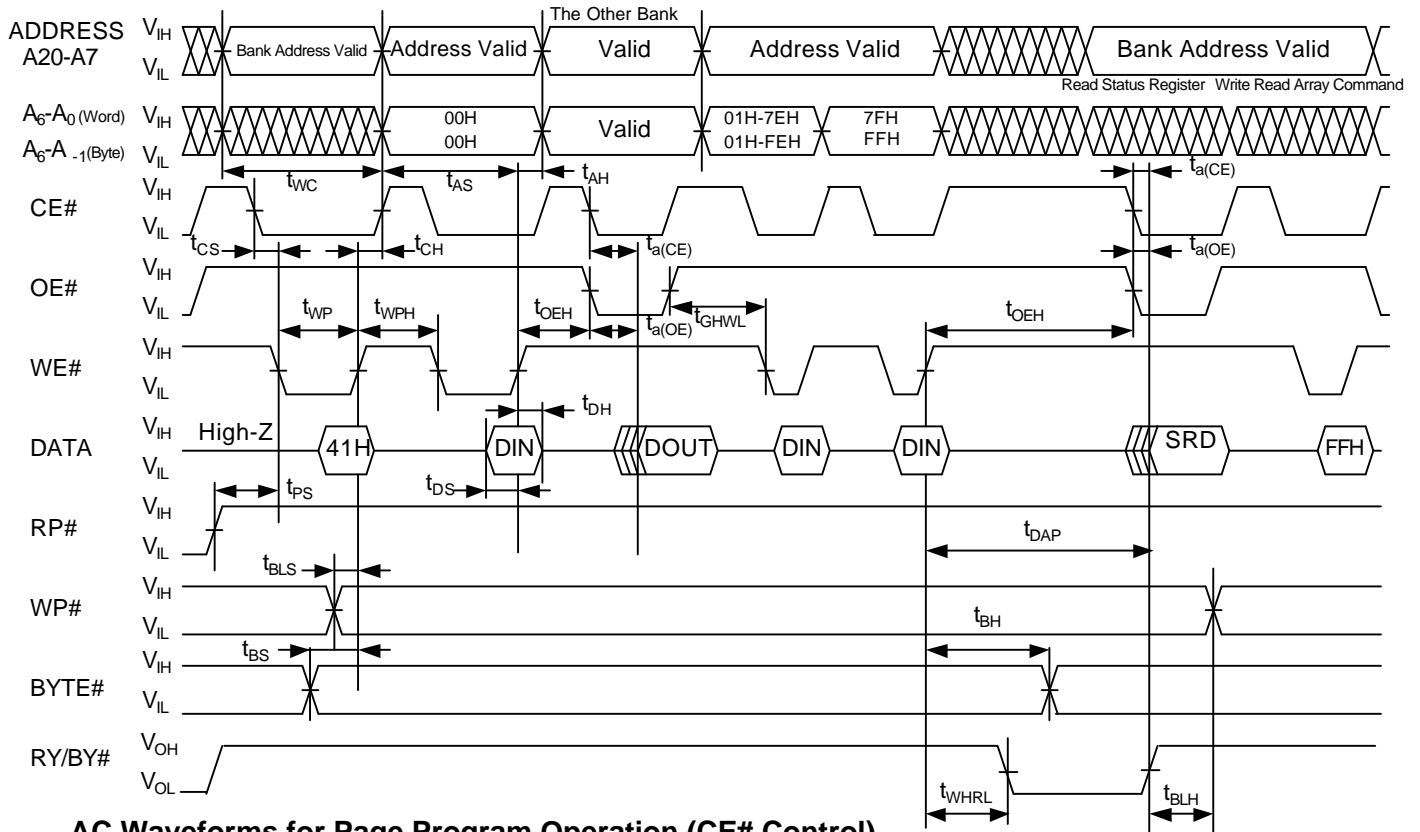 The Other Bank
ADDRESS
A20-A7
VIH
VIL
Bank Address Valid
Address Valid
Valid
Address Valid
Bank Address Valid
Read Status Register
Write Read Array Command
A6-A0 (Word)
A6-A -1(Byte)
VIH
VIL
00H
00H
Valid
01H-7EH
01H-FEH
7FH
FFH
tWC
tAS
tAH
ta(CE)
CE#
VIH
VIL
tCS
tCH
ta(CE)
ta(OE)
OE#
VIH
VIL
tWP
tWPH
tOEH
ta(OE)
tGHWL
tOEH
WE#
VIH
VIL
tDH
DATA
VIH
VIL
High-Z
41H
DIN
DOUT
DIN
DIN
SRD
FFH
tPS
tDS
RP#
VIH
VIL
tDAP
tBLS
WP#
VIH
VIL
tBH
tBS
BYTE#
VIH
VIL
RY/BY#
VOH
VOL
tWHRL
tBLH
AC Waveforms for Page Program Operation (CE# Control)